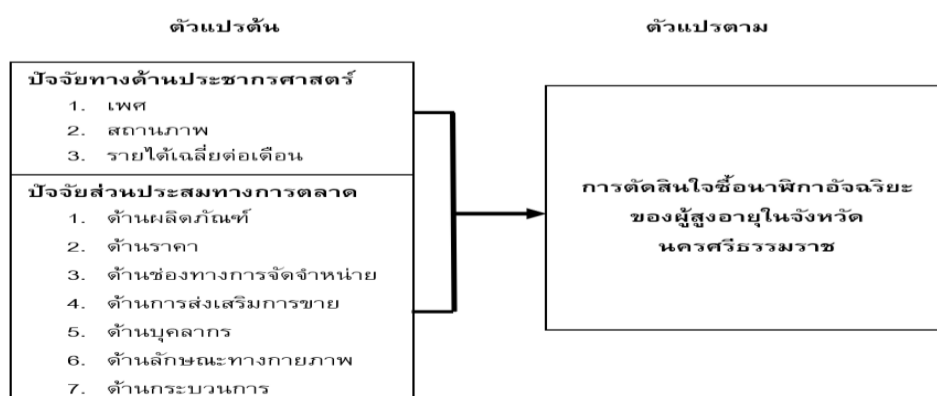 ตัวแปรต้น
ตัวแปรตาม
ปัจจัยทางด้านประชากรศาสตร์
1. เพศ
2. สถานภาพ
3. รายได้เฉลี่ยต่อเดือน
ปัจจัยส่วนประสมทางการตลาด
1. ด้านผลิตภัณฑ์
2. ด้านราคา
3. ด้านช่องทางการจัดจำหน่าย
4. ด้านการส่งเสริมการขาย
5. ด้านบุคลากร
6. ด้านลักษณะทางกายภาพ
7. ด้านกระบวนการ
การตัดสินใจซื้อนาฬิกาอัจฉริยะ
ของผู้สูงอายุในจังหวัด
นครศรีธรรมราช